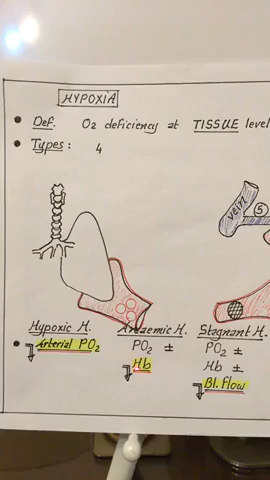 HYPOXIA
• Def. O2 deficiency at TISSUE level
• Types: 4
vein
5
Hypoxic H. Anaemic H. Stagnant H.
• ↓ Arterial PO2 PO2 ± PO2 ±
↓ Hb Hb ±
↓ Bl. flow